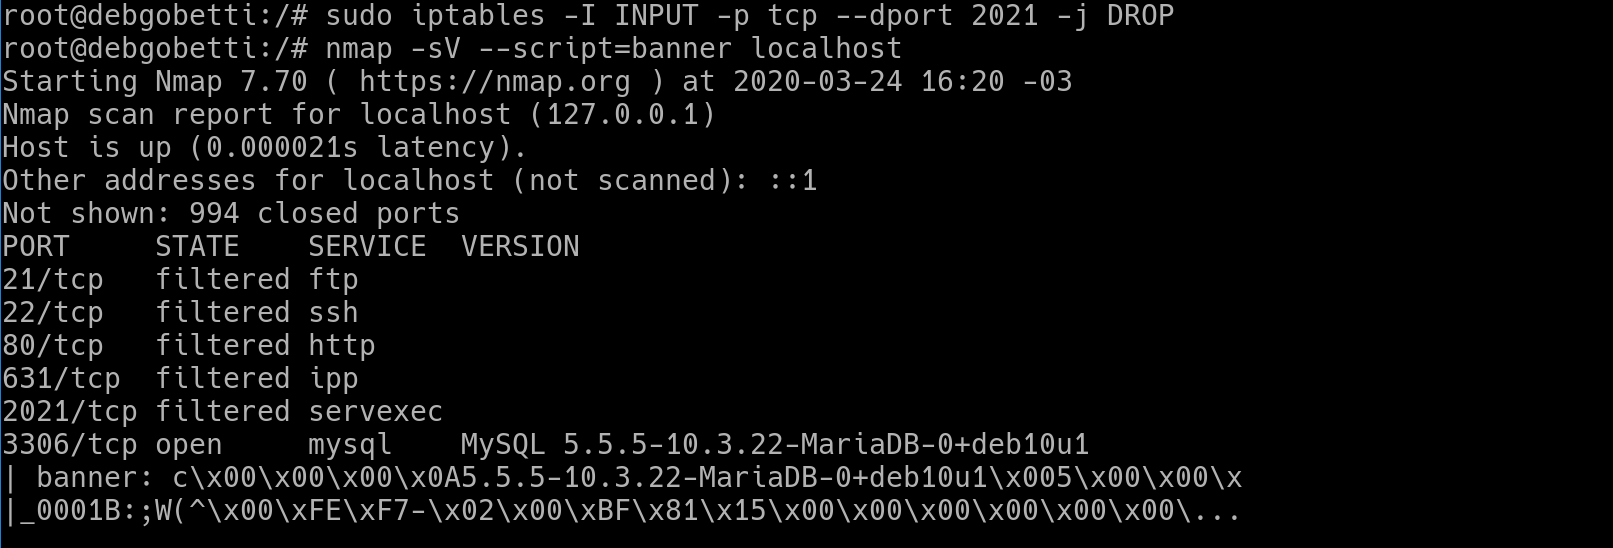 root@debgobetti:/# sudo iptables -I INPUT -p tcp --dport 2021 -j DROP
root@debgobetti:/# nmap -sV --script=banner localhost
Starting Nmap 7.70 ( https://nmap.org ) at 2020-03-24 16:20 -03
Nmap scan report for localhost (127.0.0.1)
Host is up (0.000021s latency).
Other addresses for localhost (not scanned): ::1
Not shown: 994 closed ports
PORT     STATE    SERVICE  VERSION
21/tcp   filtered ftp
22/tcp   filtered ssh
80/tcp   filtered http
631/tcp  filtered ipp
2021/tcp filtered servexec
3306/tcp open     mysql    MySQL 5.5.5-10.3.22-MariaDB-0+deb10u1
| banner: c\x00\x00\x00\x0A5.5.5-10.3.22-MariaDB-0+deb10u1\x005\x00\x00\x
|_0001B:;W(^\x00\xFE\xF7-\x02\x00\xBF\x81\x15\x00\x00\x00\x00\x00\x00\...